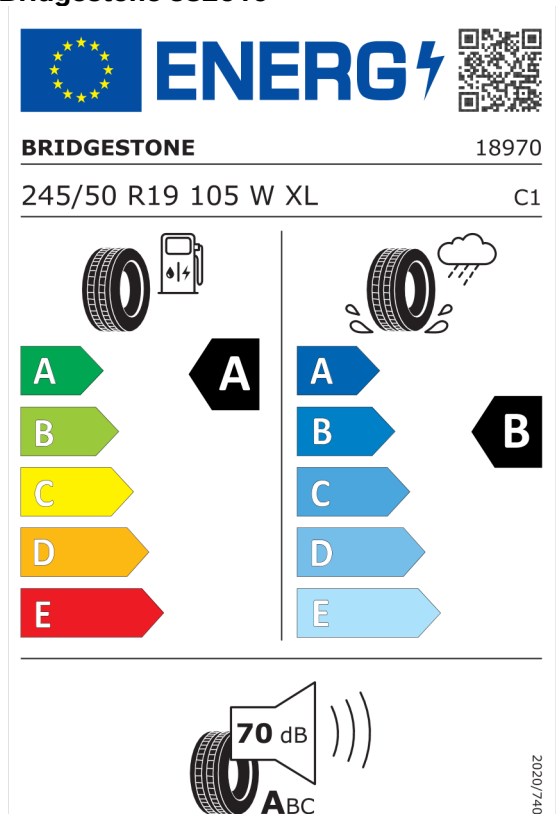 ENERG
BRIDGESTONE 18970
245/50 R19 105 W XL C1
A A A
B B B
C C
D D
E E
70 dB
ABC
2020/740